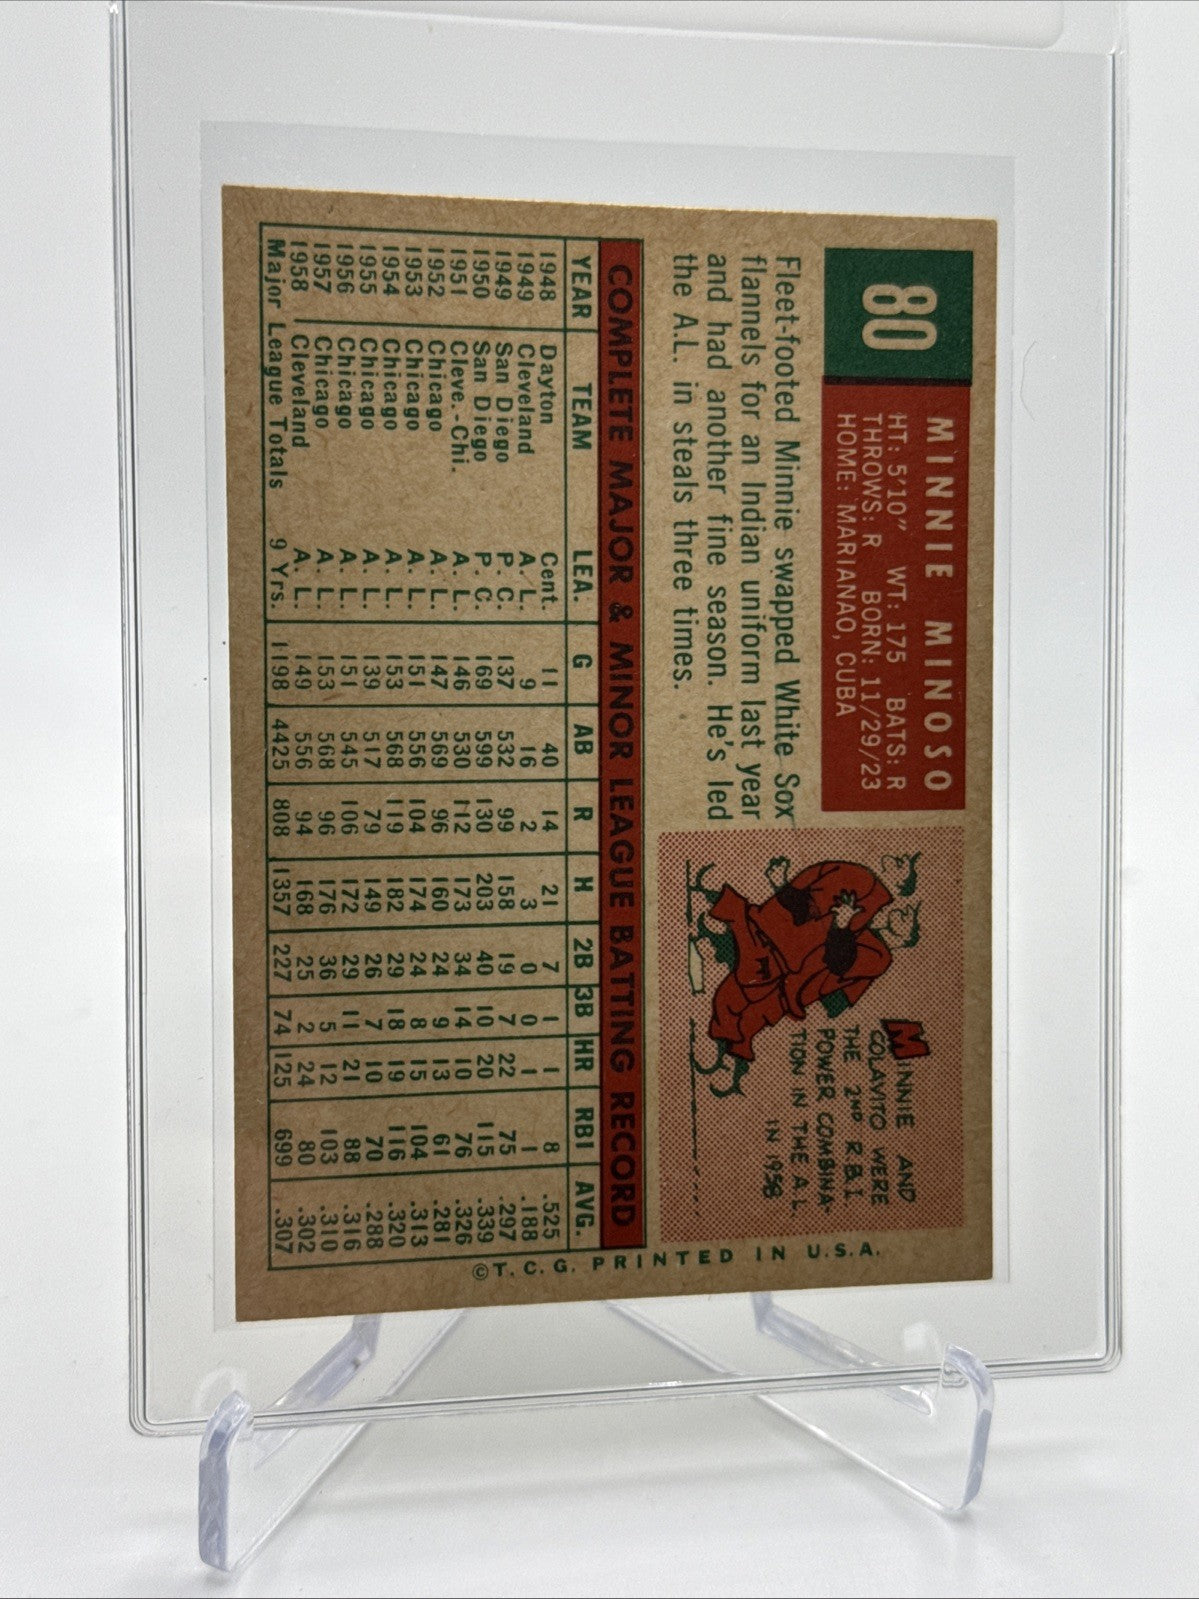 80
MINNIE MINOSO
HT: 5'10" WT: 175 BATS: R
THROWS: R BORN: 11/29/23
HOME: MARIANAO, CUBA
Fleet-footed Minnie swapped White Sox
flannels for an Indian uniform last year
and had another fine season. He's led
the A.L. in steals three times.
MINNIE AND
COLAVITO WERE
THE 2ND R B I
POWER COMBINA-
TION IN THE A.L.
IN 1958
COMPLETE MAJOR & MINOR LEAGUE BATTING RECORD
YEAR TEAM LEA. G AB R H 2B 3B HR RBI AVG.
1948 Dayton Cent. 11 40 14 21 7 1 1 8 .525
1949 Cleveland A. L. 9 16 2 3 0 0 1 1 .188
1949 San Diego P. C. 137 532 99 158 19 7 22 75 .297
1950 San Diego P. C. 169 599 130 203 40 10 20 115 .339
1951 Cleve.-Chi. A. L. 146 530 112 173 34 14 10 76 .326
1952 Chicago A. L. 147 569 96 160 24 9 13 61 .281
1953 Chicago A. L. 151 556 104 174 24 8 15 104 .313
1954 Chicago A. L. 153 568 119 182 29 18 19 116 .320
1955 Chicago A. L. 139 517 79 149 26 7 10 70 .288
1956 Chicago A. L. 151 545 106 172 29 11 21 88 .316
1957 Chicago A. L. 153 568 96 176 36 5 12 103 .310
1958 Cleveland A. L. 149 556 94 168 25 2 24 80 .302
Major League Totals 9 Yrs. 1198 4425 808 1357 227 74 125 699 .307
©T. C. G. PRINTED IN U.S.A.